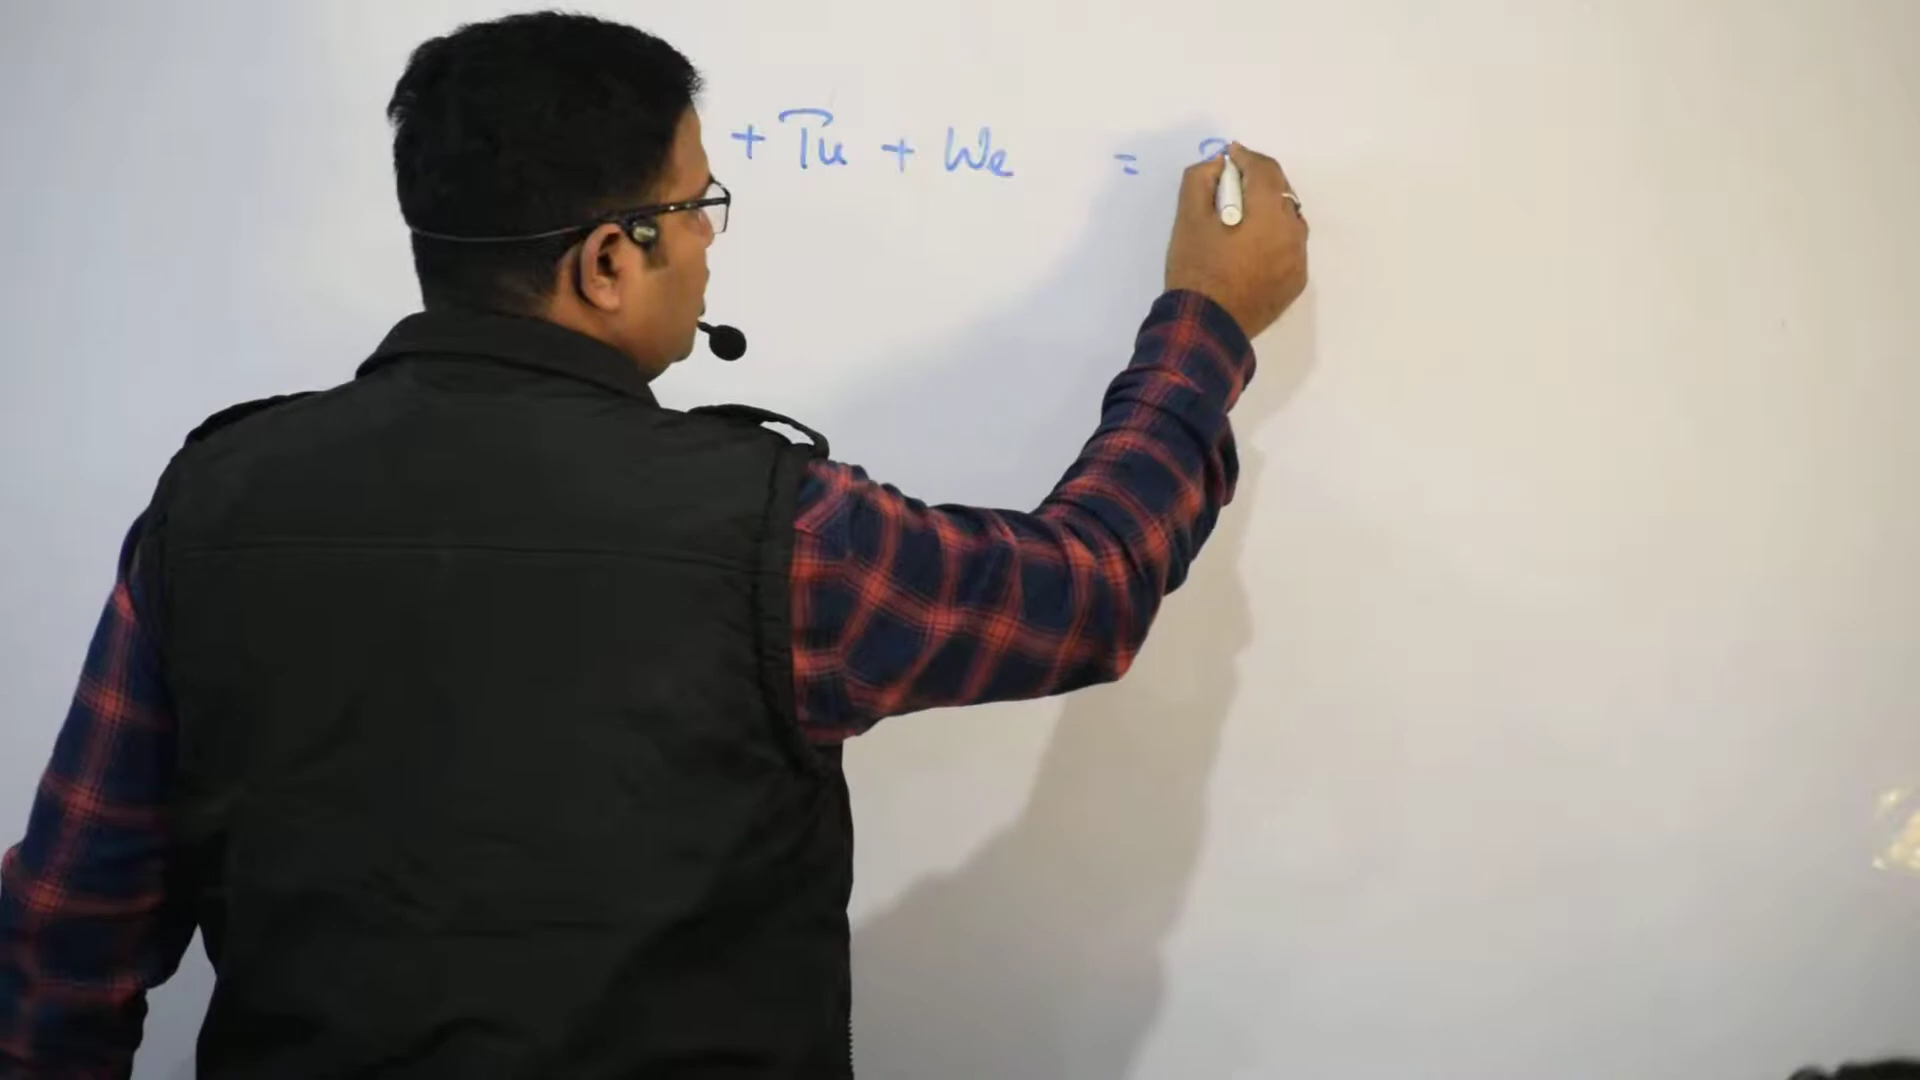 + Tu + We =